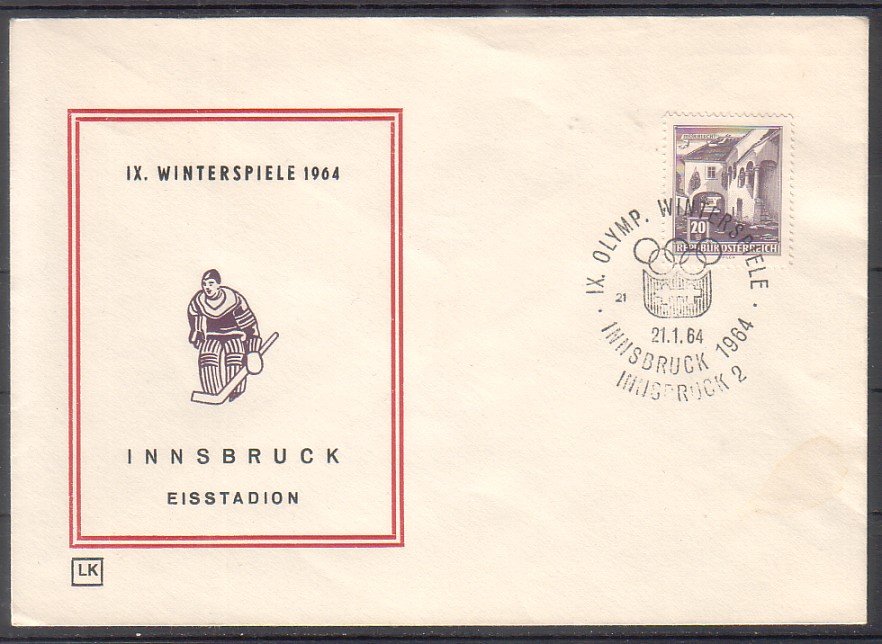 IX. WINTERSPIELE 1964
INNSBRUCK
EISSTADION
LK
20
REPUBLIK ÖSTERREICH
· IX. OLYMP. WINTERSPIELE ·
21
21.1.64
INNSBRUCK 1964
INNSBRUCK 2